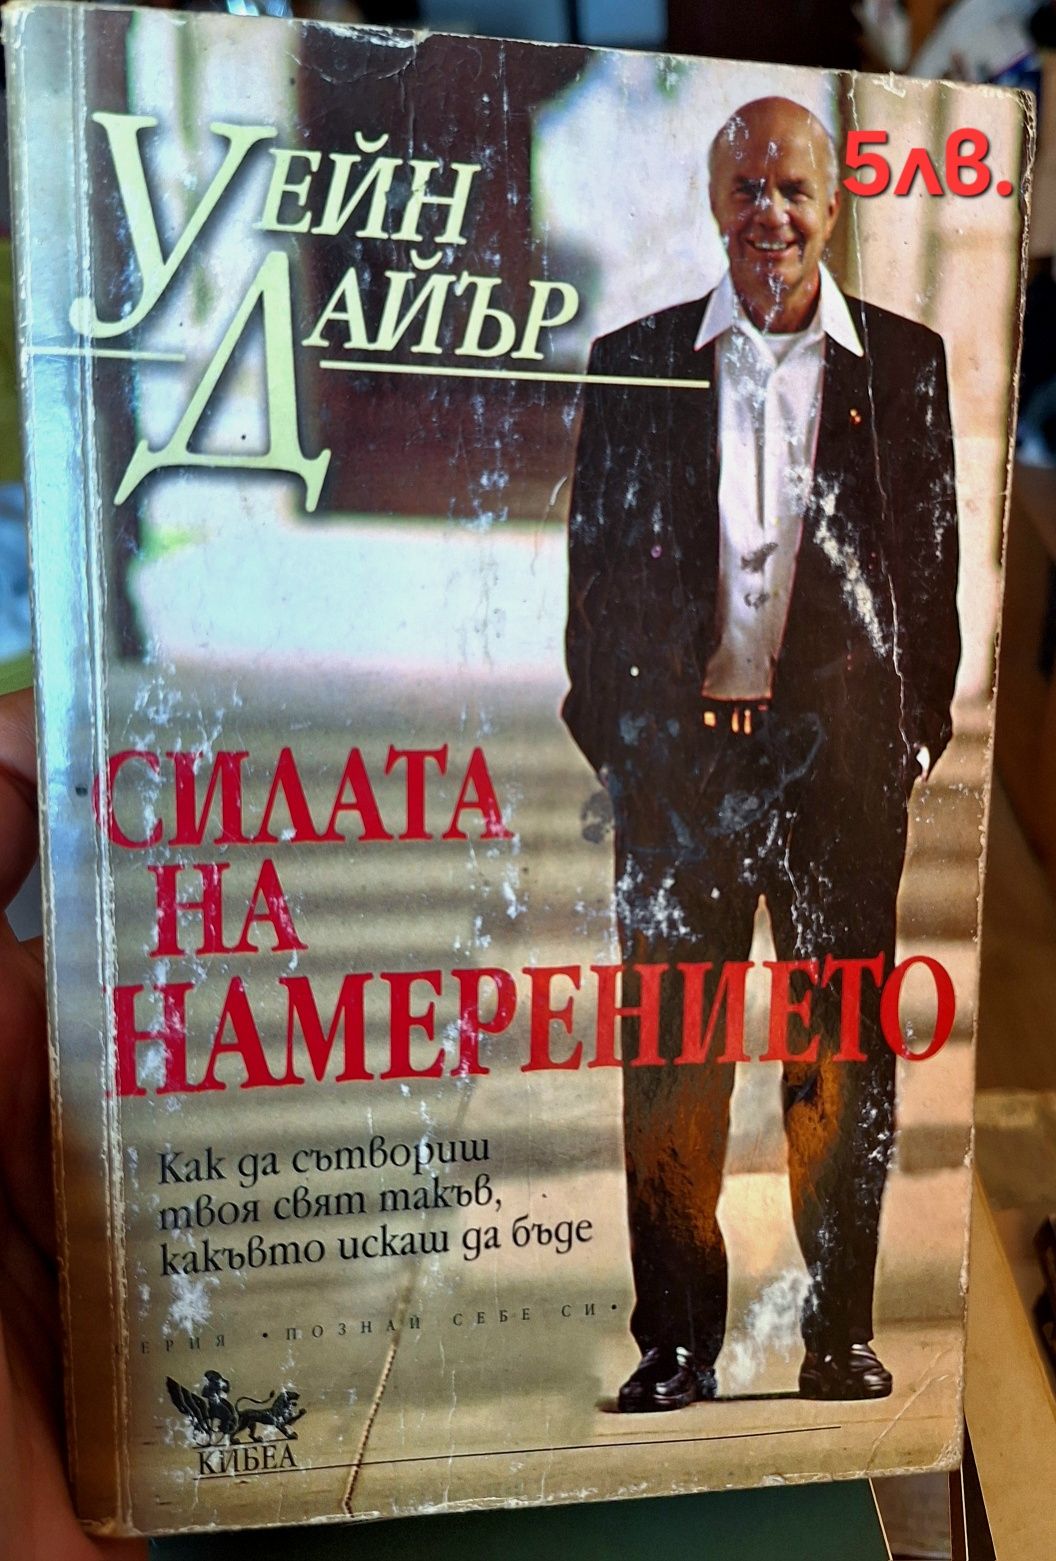 УЕЙН
ДАЙЪР
5лв.
СИЛАТА
НА
НАМЕРЕНИЕТО
Как да сътвориш
твоя свят такъв,
какъвто искаш да бъде
СЕРИЯ •ПОЗНАЙ СЕБЕ СИ•
КИБЕА